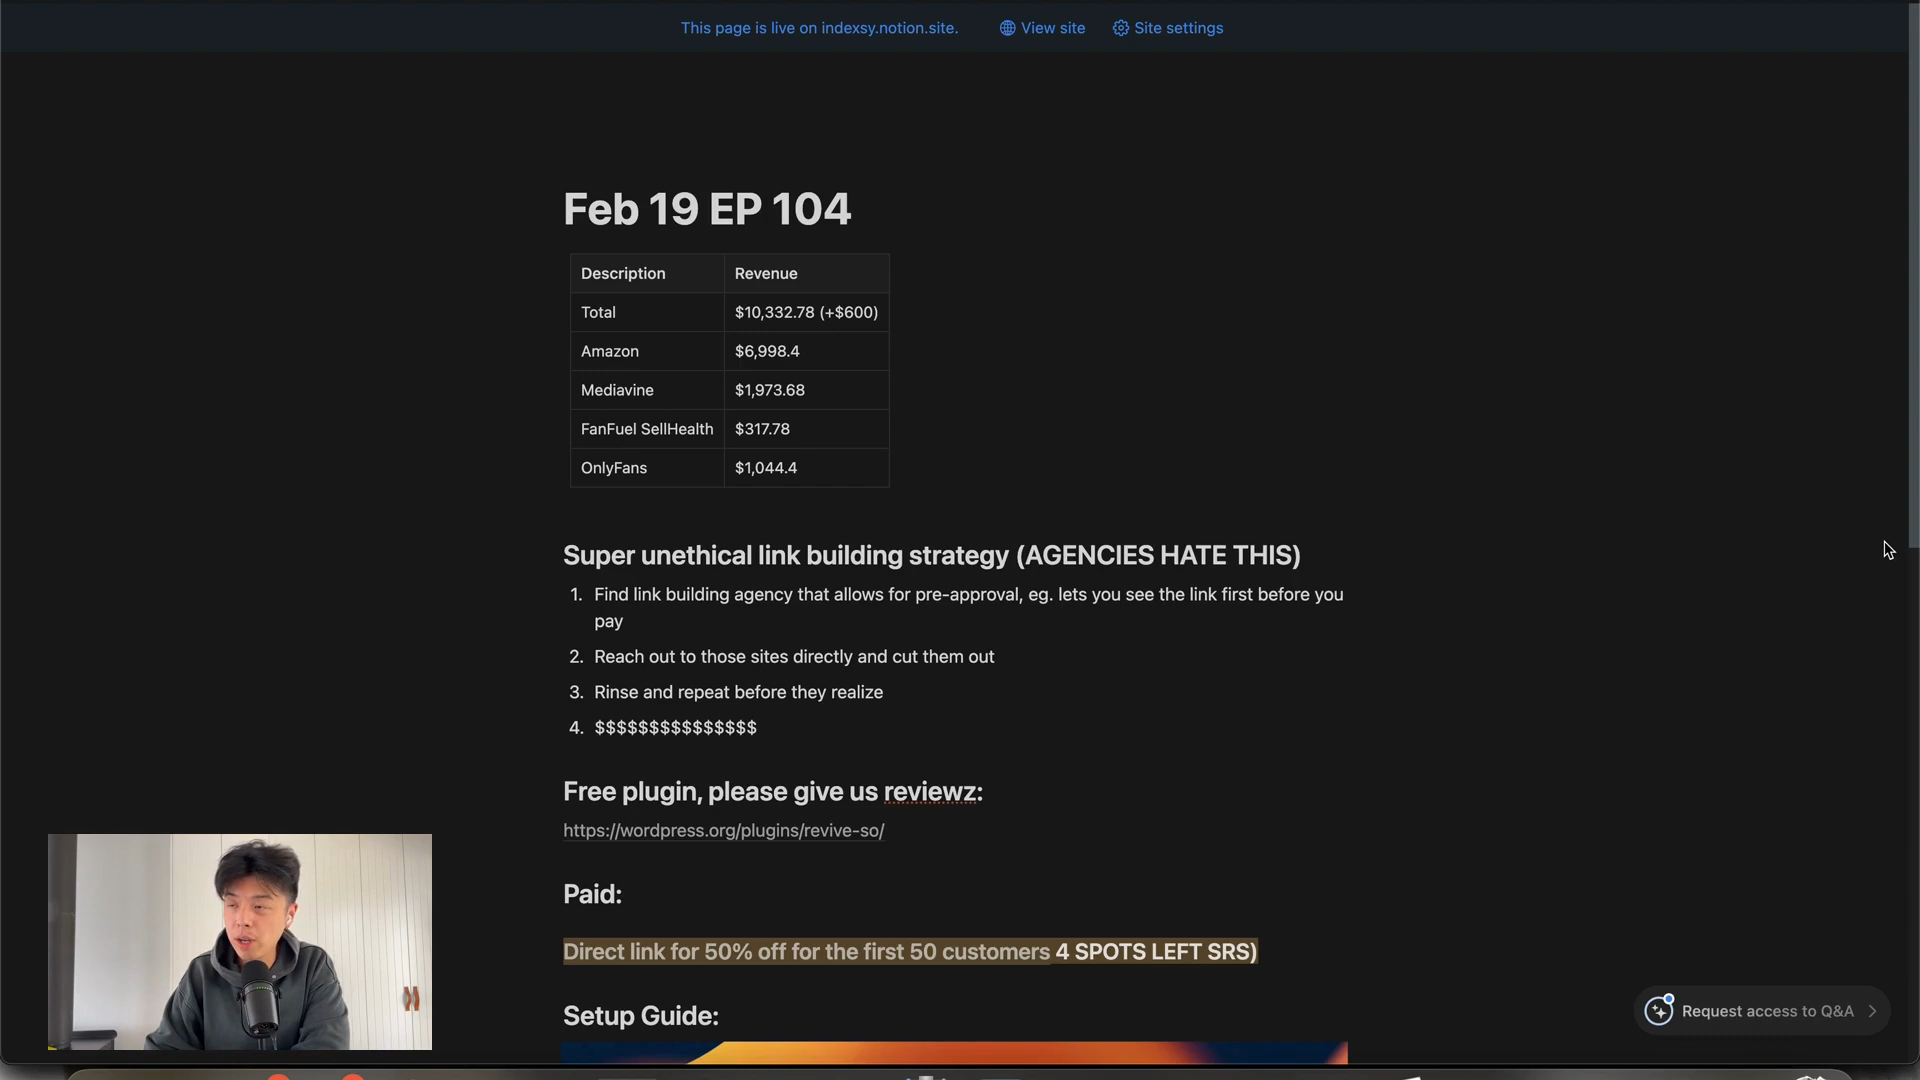 This page is live on indexsy.notion.site.
View site
Site settings
Feb 19 EP 104
Description Revenue
Total $10,332.78 (+$600)
Amazon $6,998.4
Mediavine $1,973.68
FanFuel SellHealth $317.78
OnlyFans $1,044.4
Super unethical link building strategy (AGENCIES HATE THIS)
1. Find link building agency that allows for pre-approval, eg. lets you see the link first before you
pay
2. Reach out to those sites directly and cut them out
3. Rinse and repeat before they realize
4. $$$$$$$$$$$$$$$
Free plugin, please give us reviewz:
https://wordpress.org/plugins/revive-so/
Paid:
Direct link for 50% off for the first 50 customers 4 SPOTS LEFT SRS)
Setup Guide:
Request access to Q&A